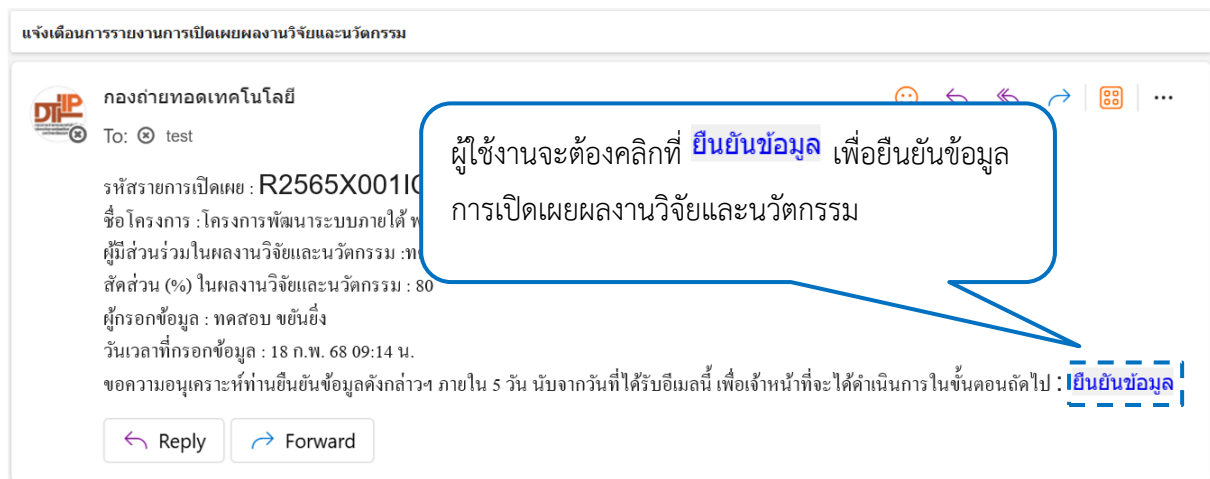 แจ้งเตือนการรายงานการเปิดเผยผลงานวิจัยและนวัตกรรม
DTIP
กองถ่ายทอดเทคโนโลยี
To: test
ผู้ใช้งานจะต้องคลิกที่ ยืนยันข้อมูล เพื่อยืนยันข้อมูล
การเปิดเผยผลงานวิจัยและนวัตกรรม
รหัสรายการเปิดเผย : R2565X001I
ชื่อโครงการ :โครงการพัฒนาระบบภายใต้
ผู้มีส่วนร่วมในผลงานวิจัยและนวัตกรรม :
สัดส่วน (%) ในผลงานวิจัยและนวัตกรรม : 80
ผู้กรอกข้อมูล : ทดสอบ ขยันยิ่ง
วันเวลาที่กรอกข้อมูล : 18 ก.พ. 68 09:14 น.
ขอความอนุเคราะห์ท่านยืนยันข้อมูลดังกล่าวฯ ภายใน 5 วัน นับจากวันที่ได้รับอีเมลนี้ เพื่อเจ้าหน้าที่จะได้ดำเนินการในขั้นตอนถัดไป : ยืนยันข้อมูล
Reply Forward